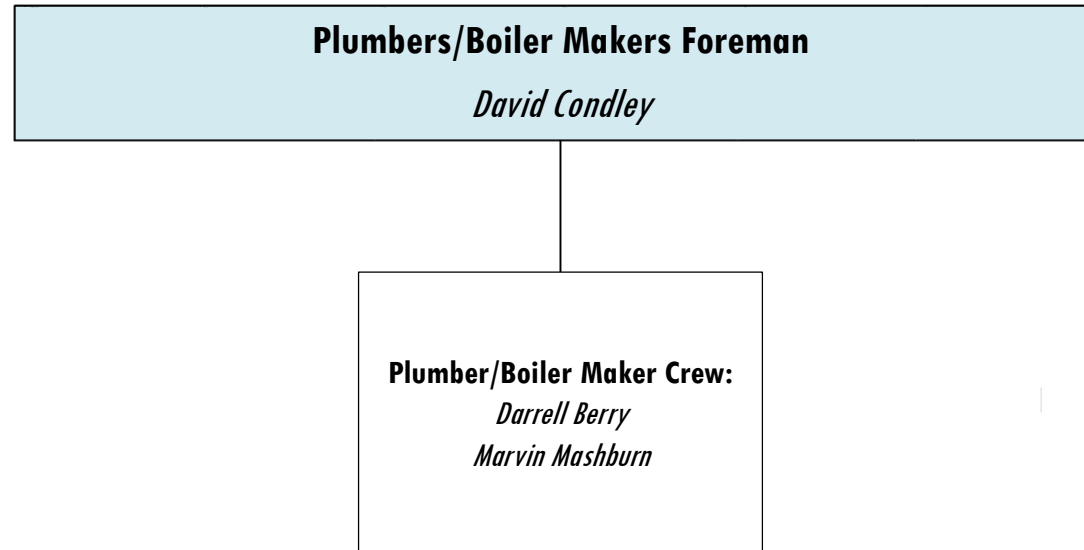 Plumbers/Boiler Makers Foreman
David Condley
Plumber/Boiler Maker Crew:
Darrell Berry
Marvin Mashburn